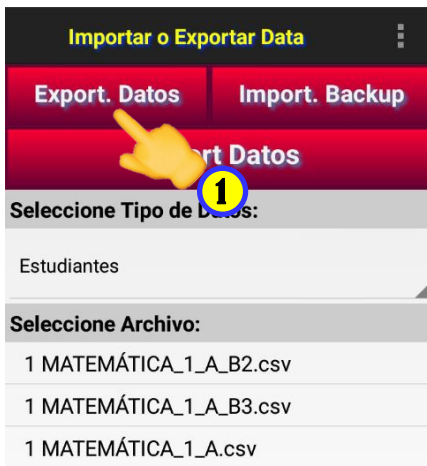 Importar o Exportar Data
Export. Datos Import. Backup
Datos
1
Seleccione Tipo de Datos:
Estudiantes
Seleccione Archivo:
1 MATEMÁTICA_1_A_B2.csv
1 MATEMÁTICA_1_A_B3.csv
1 MATEMÁTICA_1_A.csv